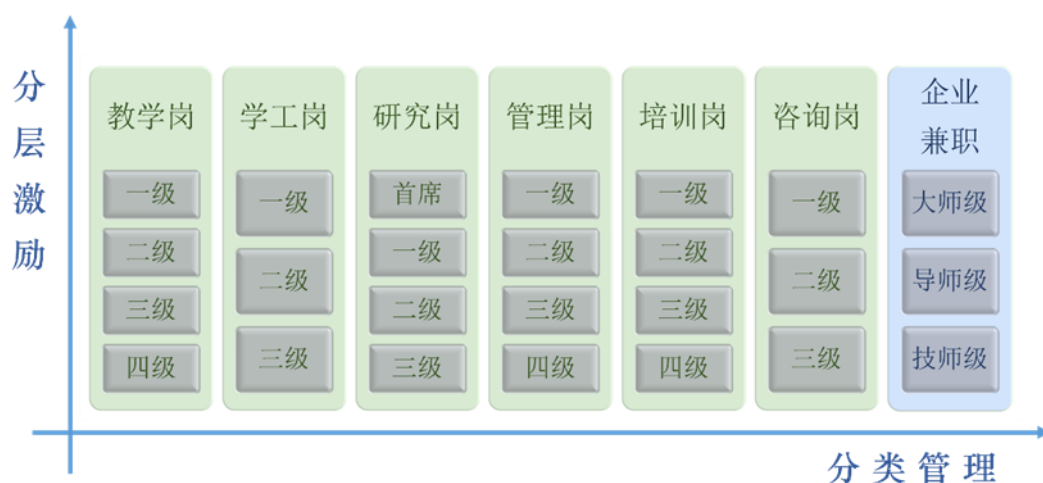 分层激励
教学岗
一级
二级
三级
四级
学工岗
一级
二级
三级
研究岗
首席
一级
二级
三级
管理岗
一级
二级
三级
四级
培训岗
一级
二级
三级
四级
咨询岗
一级
二级
三级
企业
兼职
大师级
导师级
技师级
分类管理